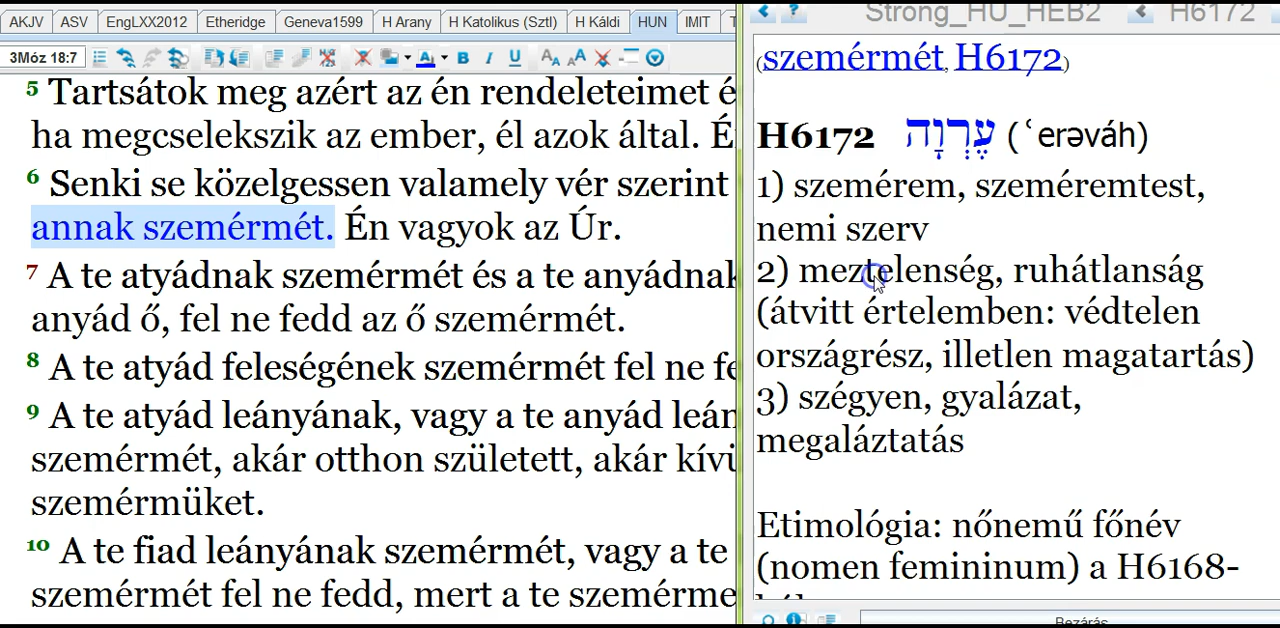 AKJV ASV EngLXX2012 Etheridge Geneva1599 H Arany H Katolikus (Sztl) H Káldi HUN IMIT
3Móz 18:7
5 Tartsátok meg azért az én rendeleteimet é
ha megcselekszik az ember, él azok által. É
6 Senki se közelgessen valamely vér szerint
annak szemérmét. Én vagyok az Úr.
7 A te atyádnak szemérmét és a te anyádnak
anyád ő, fel ne fedd az ő szemérmét.
8 A te atyád feleségének szemérmét fel ne fe
9 A te atyád leányának, vagy a te anyád leán
szemérmét, akár otthon született, akár kívü
szemérmüket.
10 A te fiad leányának szemérmét, vagy a te
szemérmét fel ne fedd, mert a te szemérme
Strong_HU_HEB2 H6172
(szemérmét, H6172)
H6172 עֶרְוָה (ʿerəváh)
1) szemérem, szeméremtest,
nemi szerv
2) meztelenség, ruhátlanság
(átvitt értelemben: védtelen
országrész, illetlen magatartás)
3) szégyen, gyalázat,
megaláztatás
Etimológia: nőnemű főnév
(nomen femininum) a H6168-
Bezárás